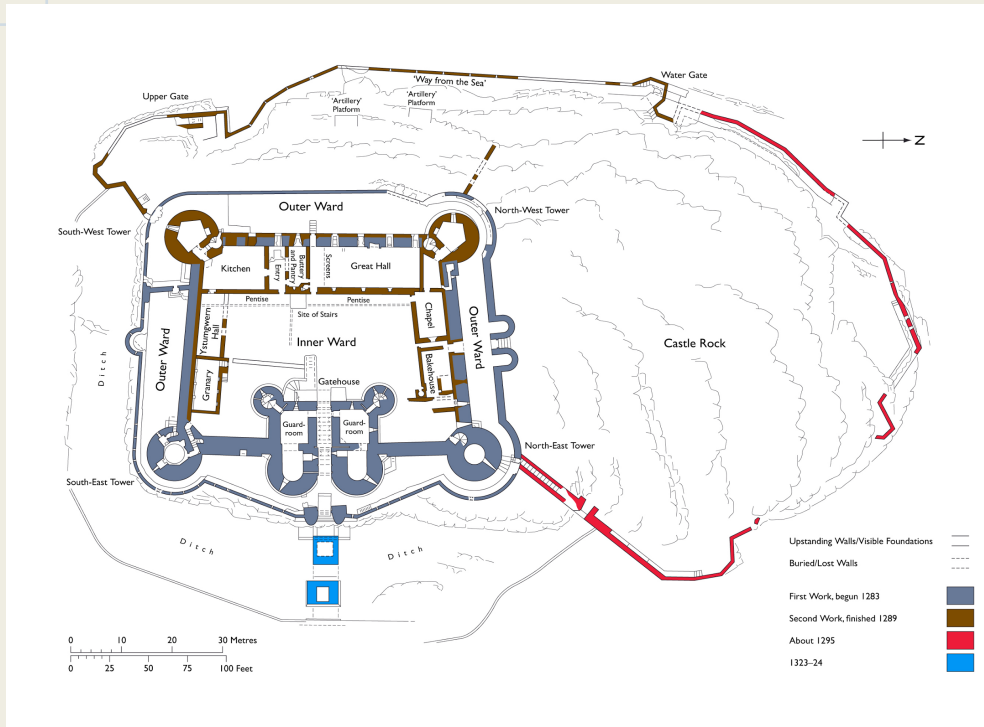 'Way from the Sea'
Water Gate
Upper Gate
'Artillery'
Platform
'Artillery'
Platform
N
Outer Ward
North-West Tower
South-West Tower
Kitchen
Entry
Buttery
and Pantry
Screens
Great Hall
Pentise
Pentise
Site of Stairs
Ystumgwern
Hall
Inner Ward
Chapel
Outer Ward
Castle Rock
Outer Ward
Ditch
Granary
Gatehouse
Bakehouse
Guard-
room
Guard-
room
North-East Tower
South-East Tower
Ditch
Ditch
Upstanding Walls/Visible Foundations
Buried/Lost Walls
First Work, begun 1283
Second Work, finished 1289
About 1295
1323–24
0 10 20 30 Metres
0 25 50 75 100 Feet